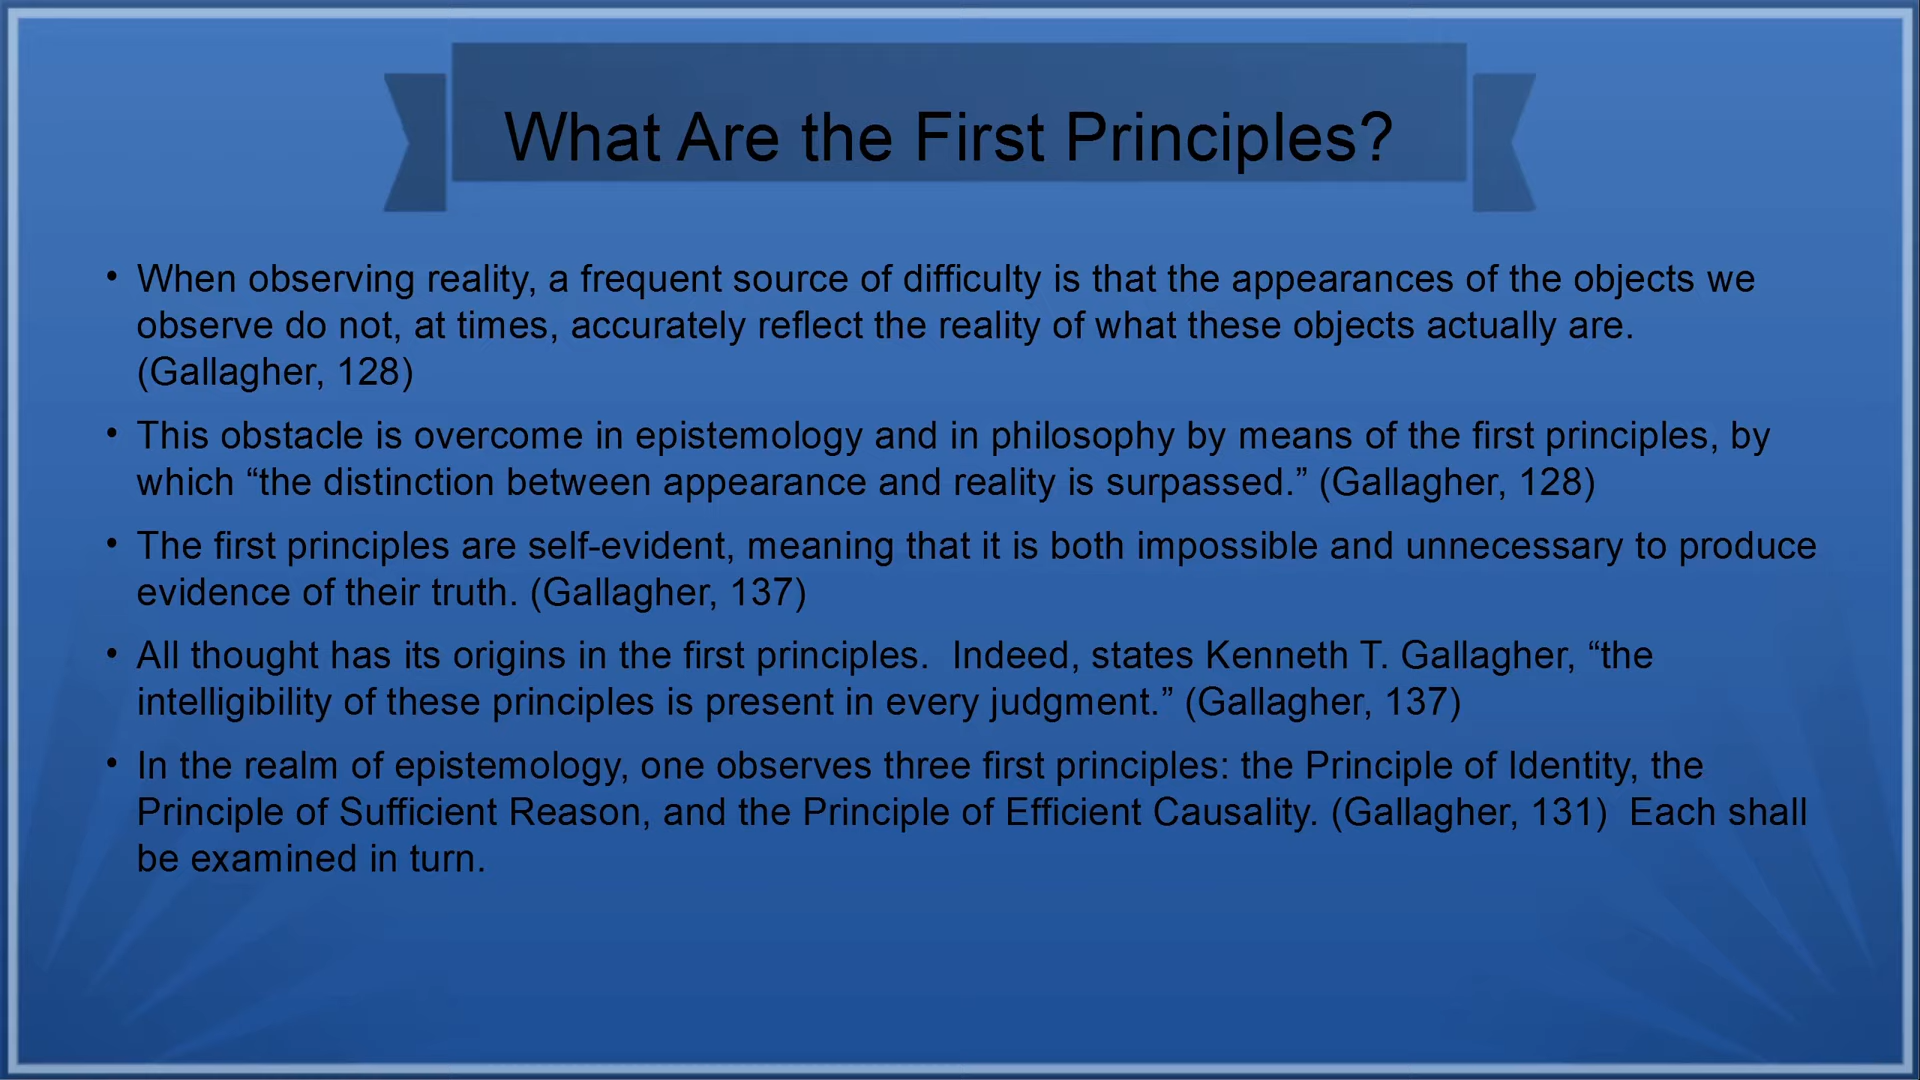 What Are the First Principles?
• When observing reality, a frequent source of difficulty is that the appearances of the objects we
observe do not, at times, accurately reflect the reality of what these objects actually are.
(Gallagher, 128)
• This obstacle is overcome in epistemology and in philosophy by means of the first principles, by
which “the distinction between appearance and reality is surpassed.” (Gallagher, 128)
• The first principles are self-evident, meaning that it is both impossible and unnecessary to produce
evidence of their truth. (Gallagher, 137)
• All thought has its origins in the first principles.  Indeed, states Kenneth T. Gallagher, “the
intelligibility of these principles is present in every judgment.” (Gallagher, 137)
• In the realm of epistemology, one observes three first principles: the Principle of Identity, the
Principle of Sufficient Reason, and the Principle of Efficient Causality. (Gallagher, 131)  Each shall
be examined in turn.